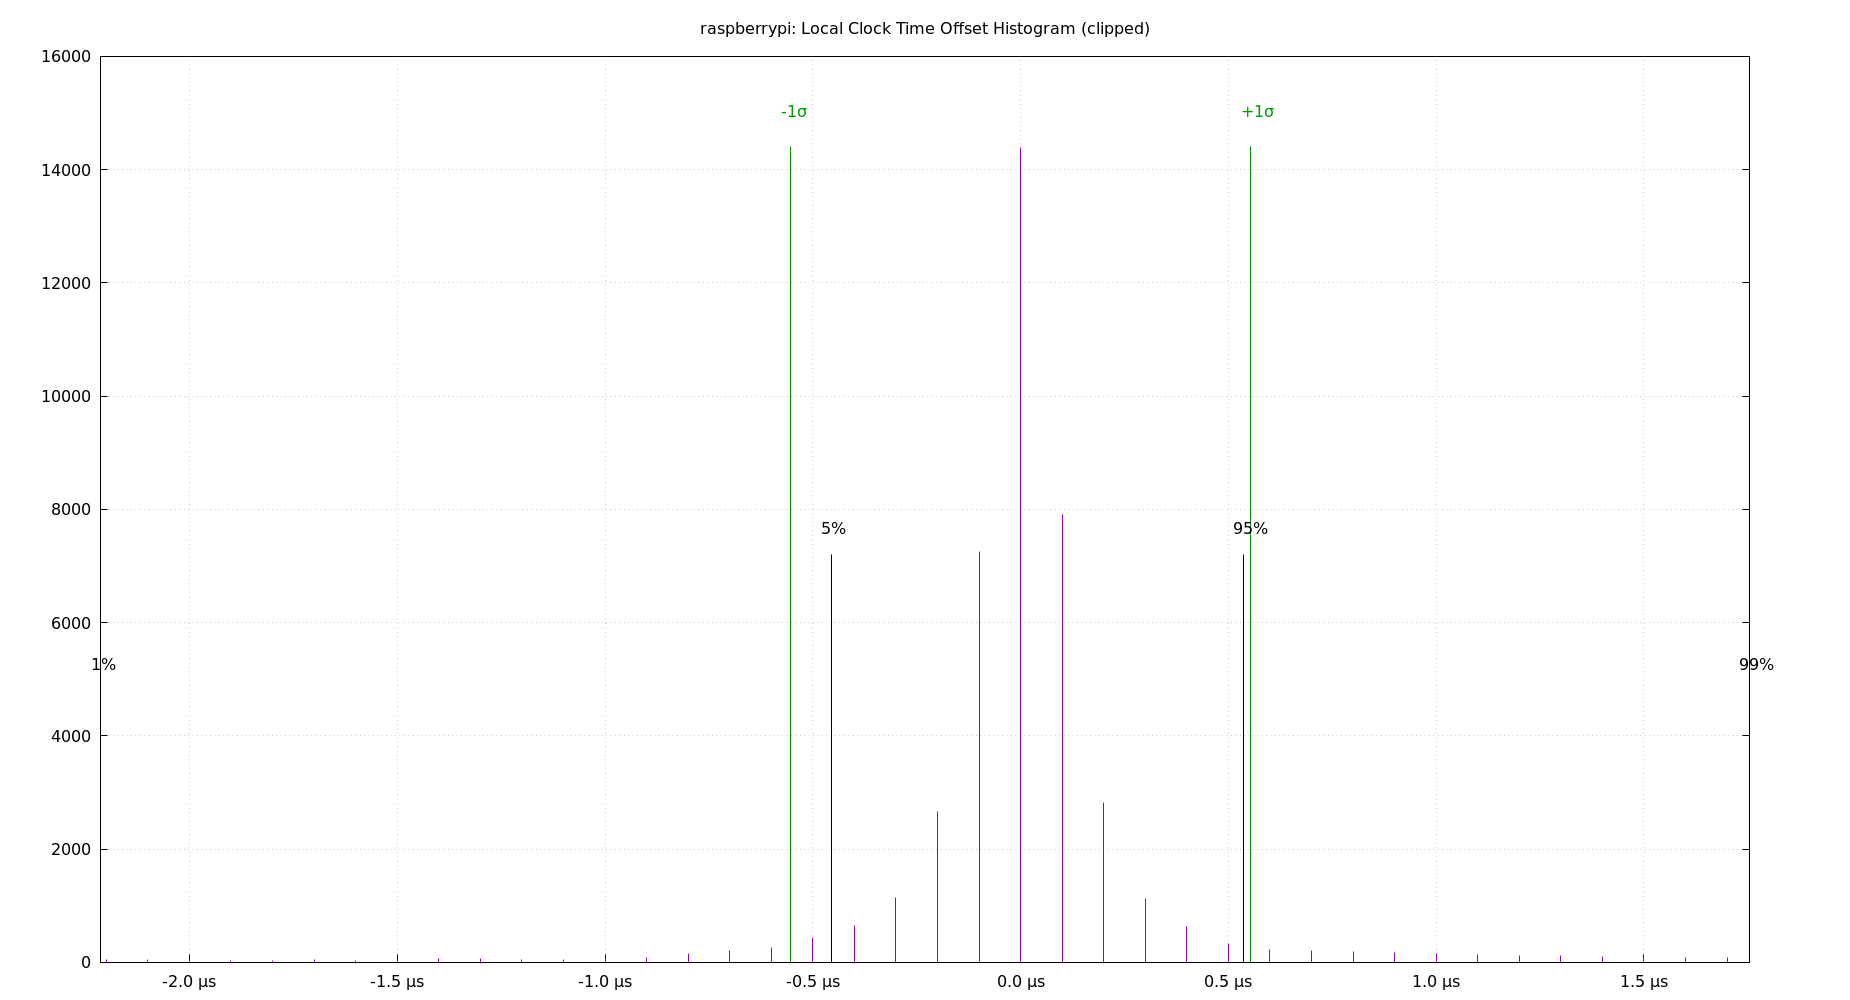 raspberrypi: Local Clock Time Offset Histogram (clipped)
16000
-1σ
+1σ
14000
12000
10000
8000
5%
95%
6000
1%
99%
4000
2000
0
-2.0 µs
-1.5 µs
-1.0 µs
-0.5 µs
0.0 µs
0.5 µs
1.0 µs
1.5 µs